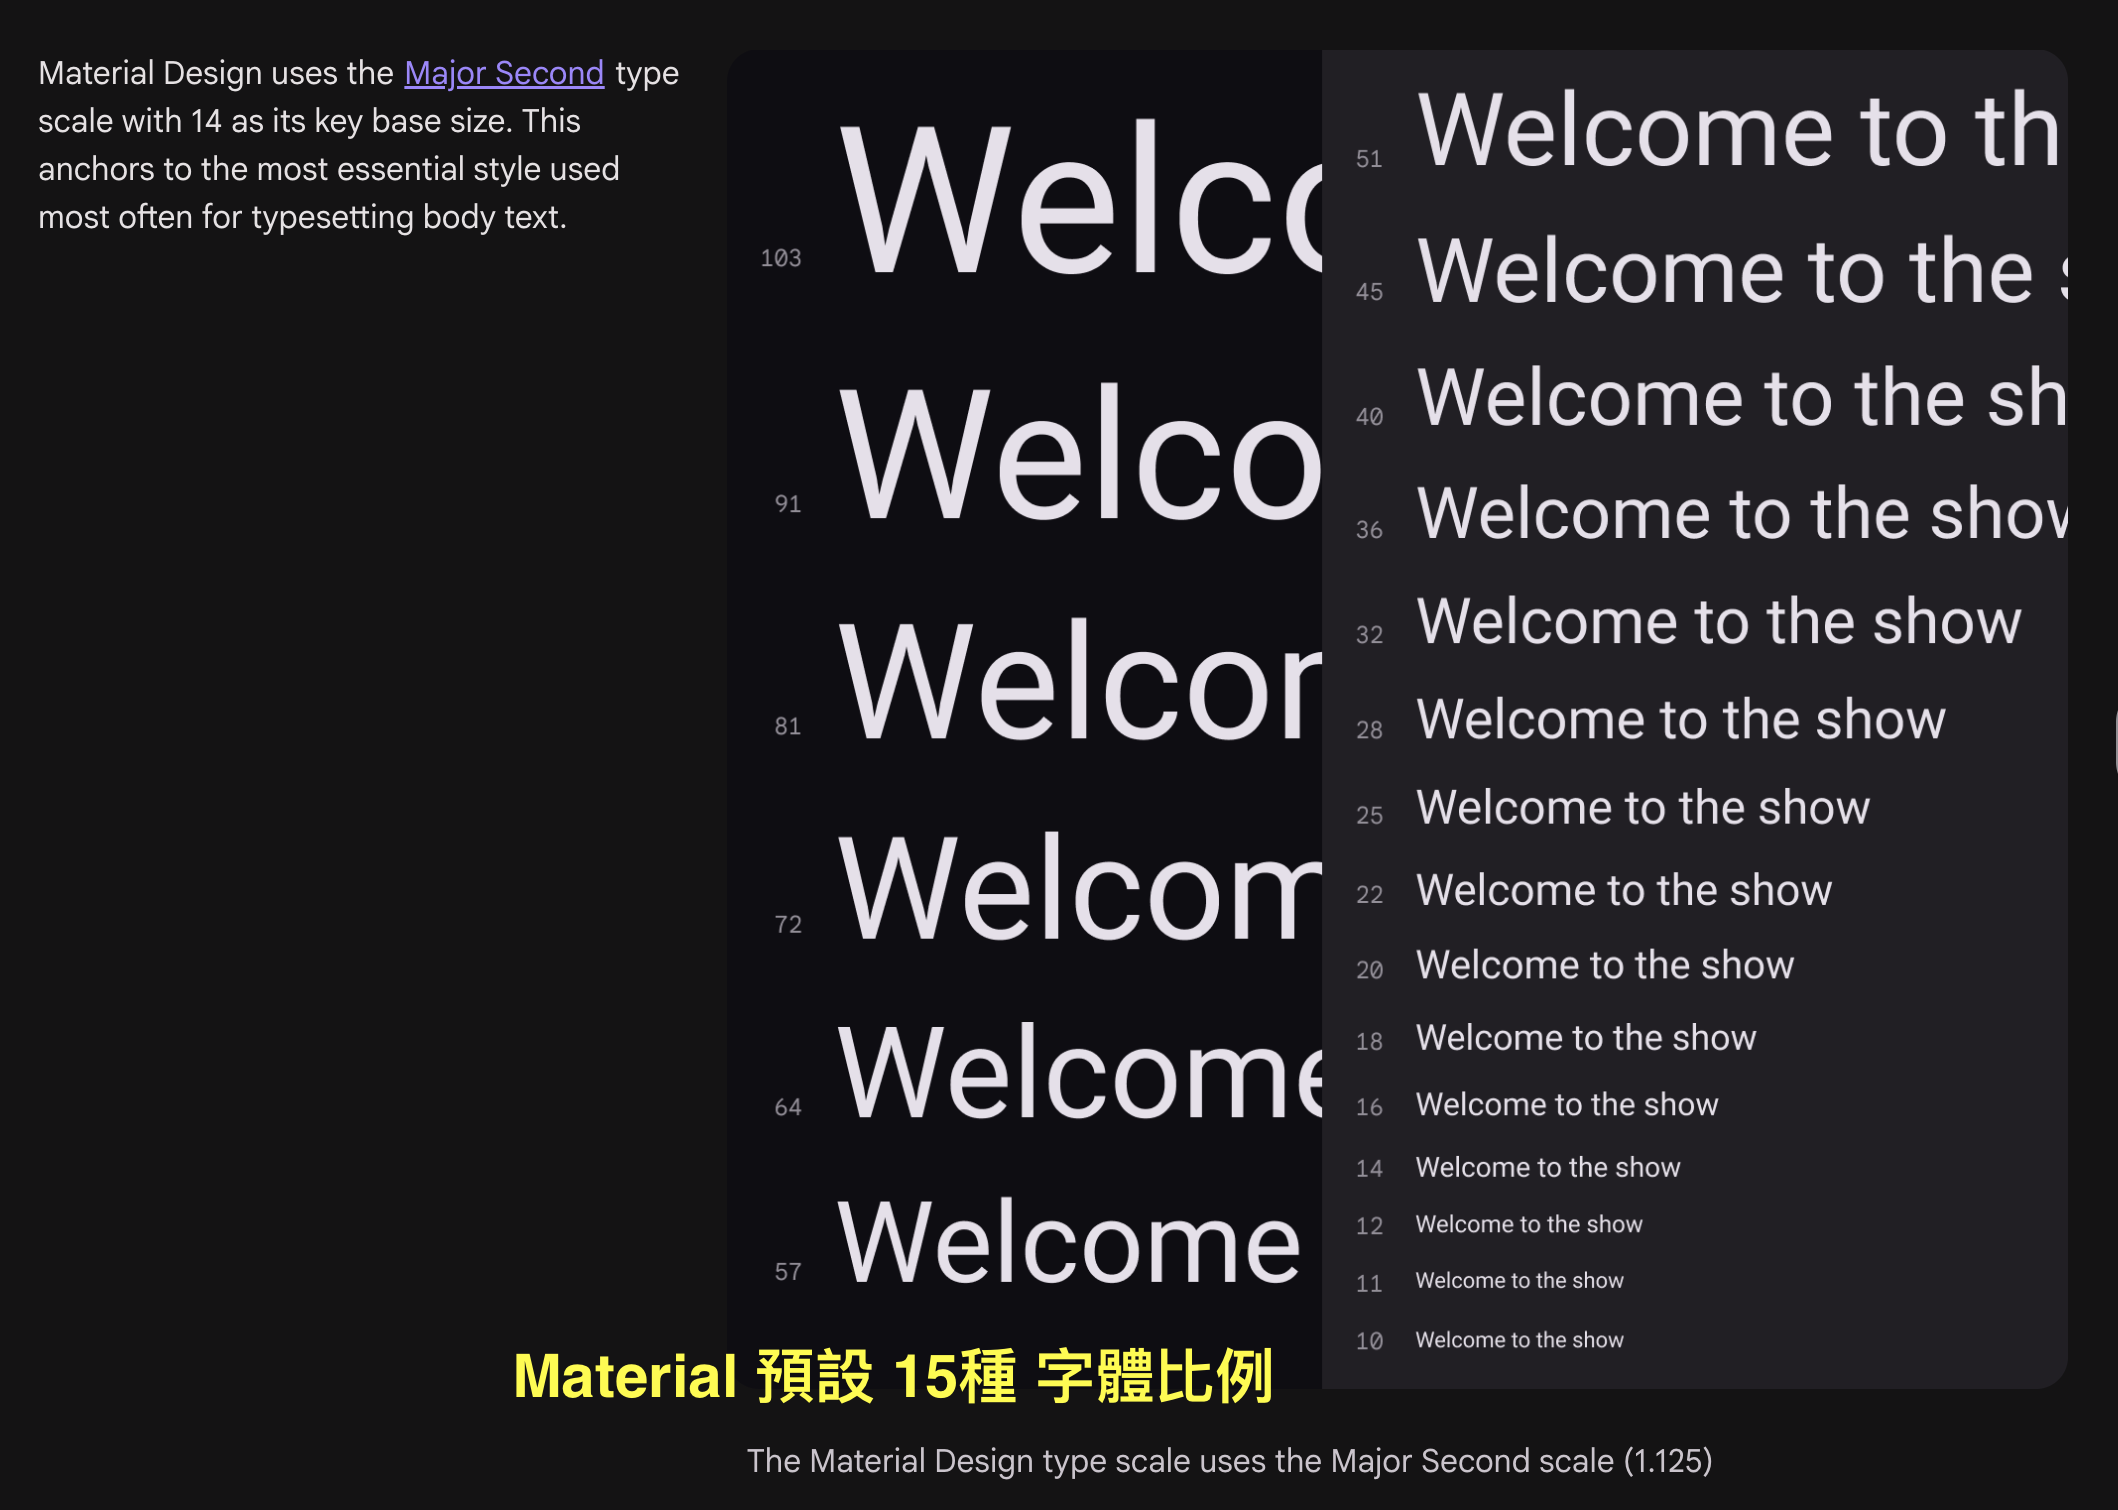 Material Design uses the Major Second type
scale with 14 as its key base size. This
anchors to the most essential style used
most often for typesetting body text.
103 Welco
91 Welco
81 Welcor
72 Welcom
64 Welcome
57 Welcome
51 Welcome to th
45 Welcome to the s
40 Welcome to the sh
36 Welcome to the show
32 Welcome to the show
28 Welcome to the show
25 Welcome to the show
22 Welcome to the show
20 Welcome to the show
18 Welcome to the show
16 Welcome to the show
14 Welcome to the show
12 Welcome to the show
11 Welcome to the show
10 Welcome to the show
Material 預設 15種 字體比例
The Material Design type scale uses the Major Second scale (1.125)